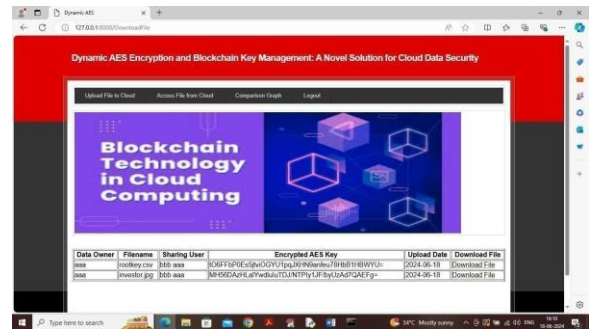 Dynamic AES
127.0.0.1:8000/DownloadFile
Dynamic AES Encryption and Blockchain Key Management: A Novel Solution for Cloud Data Security
Upload File to Cloud Access File from Cloud Comparison Graph Logout
Blockchain
Technology
in Cloud
Computing
Data Owner Filename Sharing User Encrypted AES Key Upload Date Download File
aaa rootkey.csv bbb aaa 2024-06-18 Download File
aaa investor.jpg bbb aaa 2024-06-18 Download File
Type here to search 34°C Mostly sunny ENG